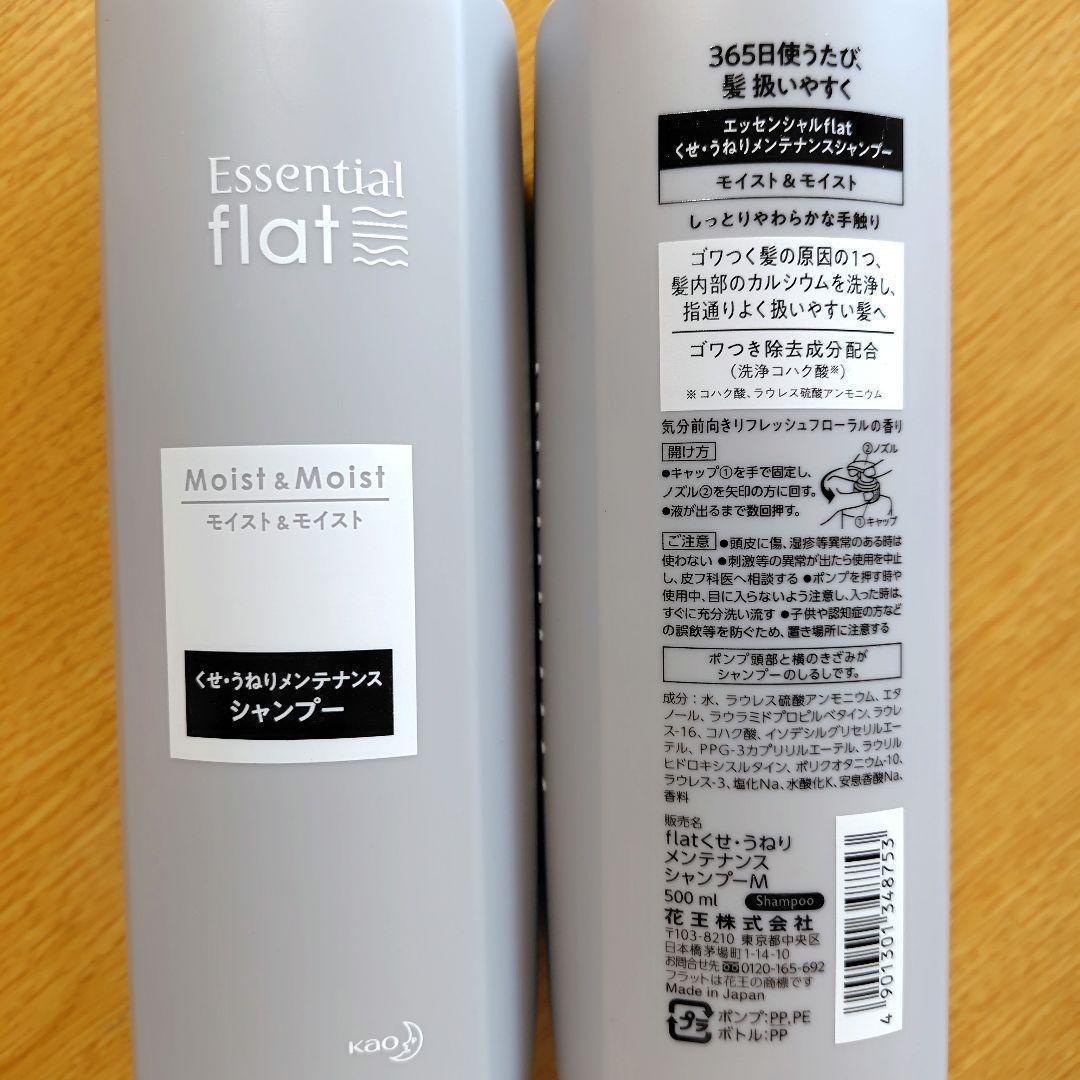 Essential
flat
Moist & Moist
モイスト&モイスト
くせ・うねりメンテナンス
シャンプー
Kao
365日使うたび、
髪 扱いやすく
エッセンシャルflat
くせ・うねりメンテナンスシャンプー
モイスト&モイスト
しっとりやわらかな手触り
ゴワつく髪の原因の1つ、
髪内部のカルシウムを洗浄し、
指通りよく扱いやすい髪へ
ゴワつき除去成分配合
(洗浄コハク酸※)
※コハク酸、ラウレス硫酸アンモニウム
気分前向きリフレッシュフローラルの香り
開け方
②ノズル
●キャップ①を手で固定し、
ノズル②を矢印の方に回す。
●液が出るまで数回押す。
①キャップ
ご注意 ●頭皮に傷、湿疹等異常のある時は
使わない ●刺激等の異常が出たら使用を中止
し、皮フ科医へ相談する ●ポンプを押す時や
使用中、目に入らないよう注意し、入った時は、
すぐに充分洗い流す ●子供や認知症の方など
の誤飲等を防ぐため、置き場所に注意する
ポンプ頭部と横のきざみが
シャンプーのしるしです。
成分:水、ラウレス硫酸アンモニウム、エタ
ノール、ラウラミドプロピルベタイン、ラウレ
ス-16、コハク酸、イソデシルグリセリルエー
テル、PPG-3カプリリルエーテル、ラウリル
ヒドロキシスルタイン、ポリクオタニウム-10、
ラウレス-3、塩化Na、水酸化K、安息香酸Na、
香料
販売名
flatくせ・うねり
メンテナンス
シャンプーM
500 ml Shampoo
花王株式会社
〒103-8210 東京都中央区
日本橋茅場町1-14-10
お問合せ先 0120-165-692
フラットは花王の商標です
Made in Japan
プラ
ポンプ:PP,PE
ボトル:PP
4 901301 348753